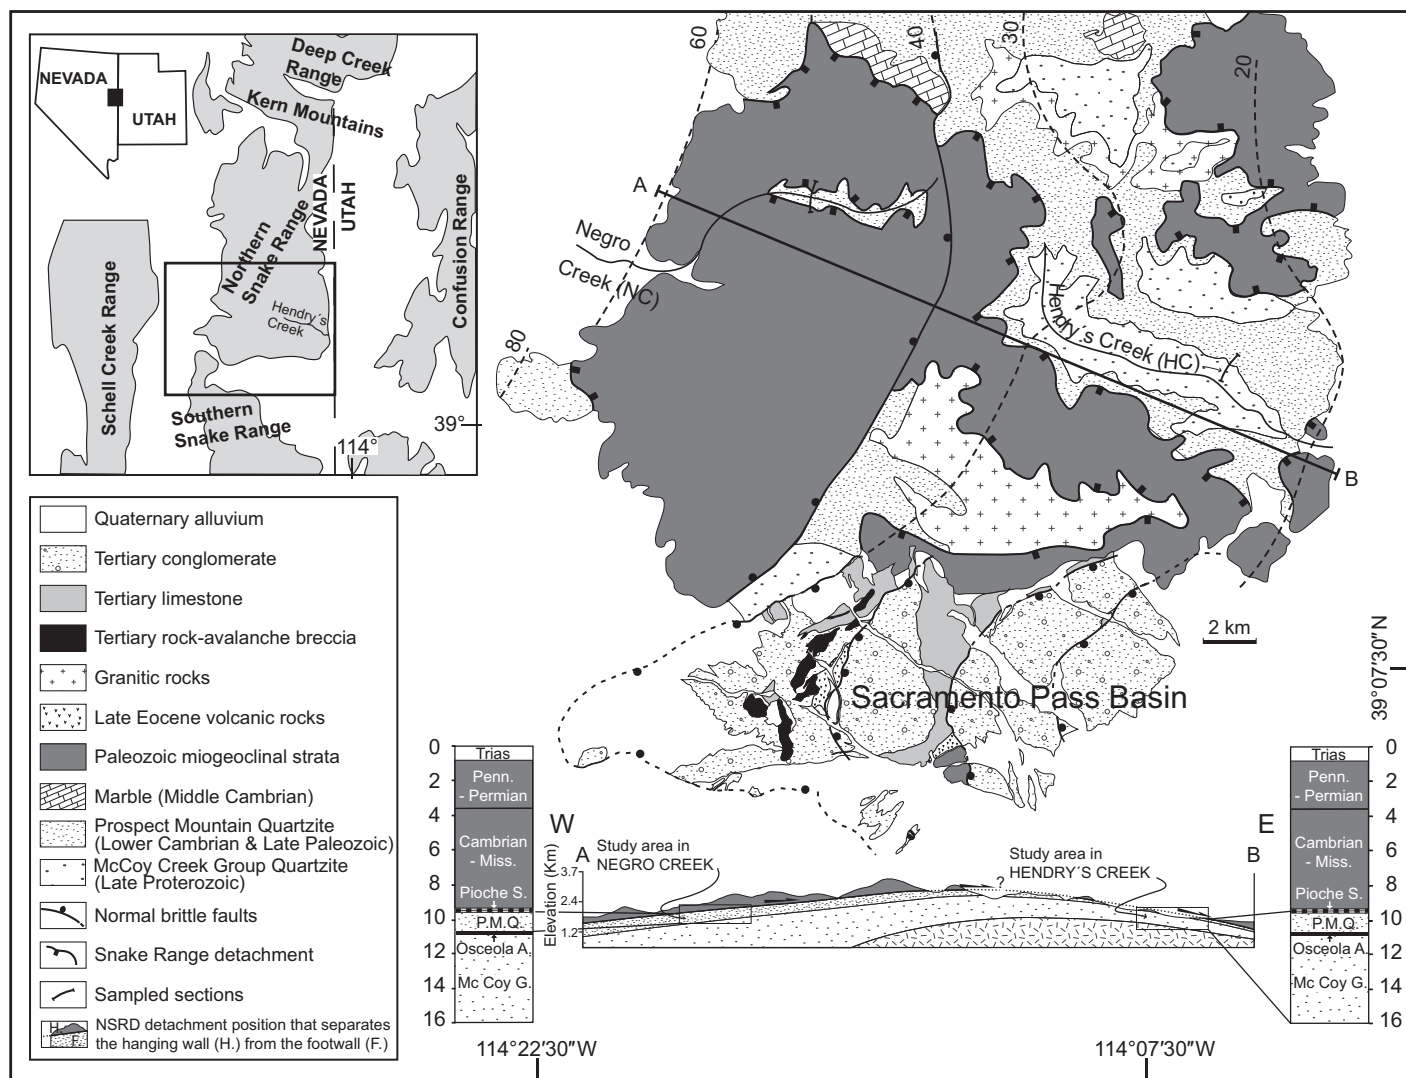 NEVADA
UTAH
Deep Creek
Range
Kern Mountains
NEVADA
UTAH
Northern
Snake Range
Confusion Range
Schell Creek Range
Hendry´s
Creek
Southern
Snake Range
39°
114°
60
40
30
20
80
A
Negro
Creek (NC)
Hendry´s Creek (HC)
B
2 km
39°07'30"N
Sacramento Pass Basin
Quaternary alluvium
Tertiary conglomerate
Tertiary limestone
Tertiary rock-avalanche breccia
Granitic rocks
Late Eocene volcanic rocks
Paleozoic miogeoclinal strata
Marble (Middle Cambrian)
Prospect Mountain Quartzite
(Lower Cambrian & Late Paleozoic)
McCoy Creek Group Quartzite
(Late Proterozoic)
Normal brittle faults
Snake Range detachment
Sampled sections
H.
F.
NSRD detachment position that separates
the hanging wall (H.) from the footwall (F.)
0
2
4
6
8
10
12
14
16
Trias
Penn.
- Permian
Cambrian
- Miss.
Pioche S.
P.M.Q.
Osceola A.
Mc Coy G.
W
A
Elevation (Km)
3.7
2.4
1.2
Study area in
NEGRO CREEK
?
Study area in
HENDRY´S CREEK
E
B
Trias
Penn.
- Permian
Cambrian
- Miss.
Pioche S.
P.M.Q.
Osceola A.
Mc Coy G.
0
2
4
6
8
10
12
14
16
114°22'30"W
114°07'30"W